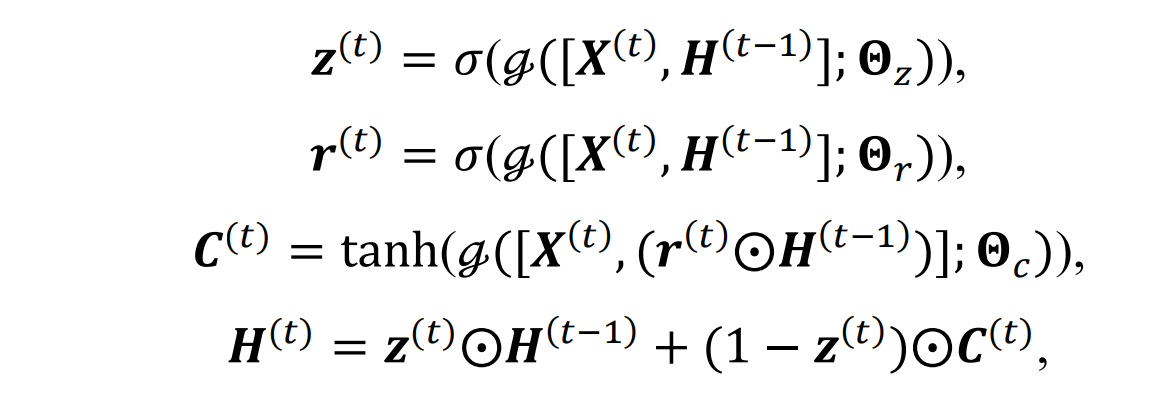 𝒛⁽ᵗ⁾ = σ(ℊ([𝑿⁽ᵗ⁾, 𝑯⁽ᵗ⁻¹⁾]; 𝚯_z)),
𝒓⁽ᵗ⁾ = σ(ℊ([𝑿⁽ᵗ⁾, 𝑯⁽ᵗ⁻¹⁾]; 𝚯_r)),
𝑪⁽ᵗ⁾ = tanh(ℊ([𝑿⁽ᵗ⁾, (𝒓⁽ᵗ⁾⨀𝑯⁽ᵗ⁻¹⁾)]; 𝚯_c)),
𝑯⁽ᵗ⁾ = 𝒛⁽ᵗ⁾⨀𝑯⁽ᵗ⁻¹⁾ + (1 − 𝒛⁽ᵗ⁾)⨀𝑪⁽ᵗ⁾,